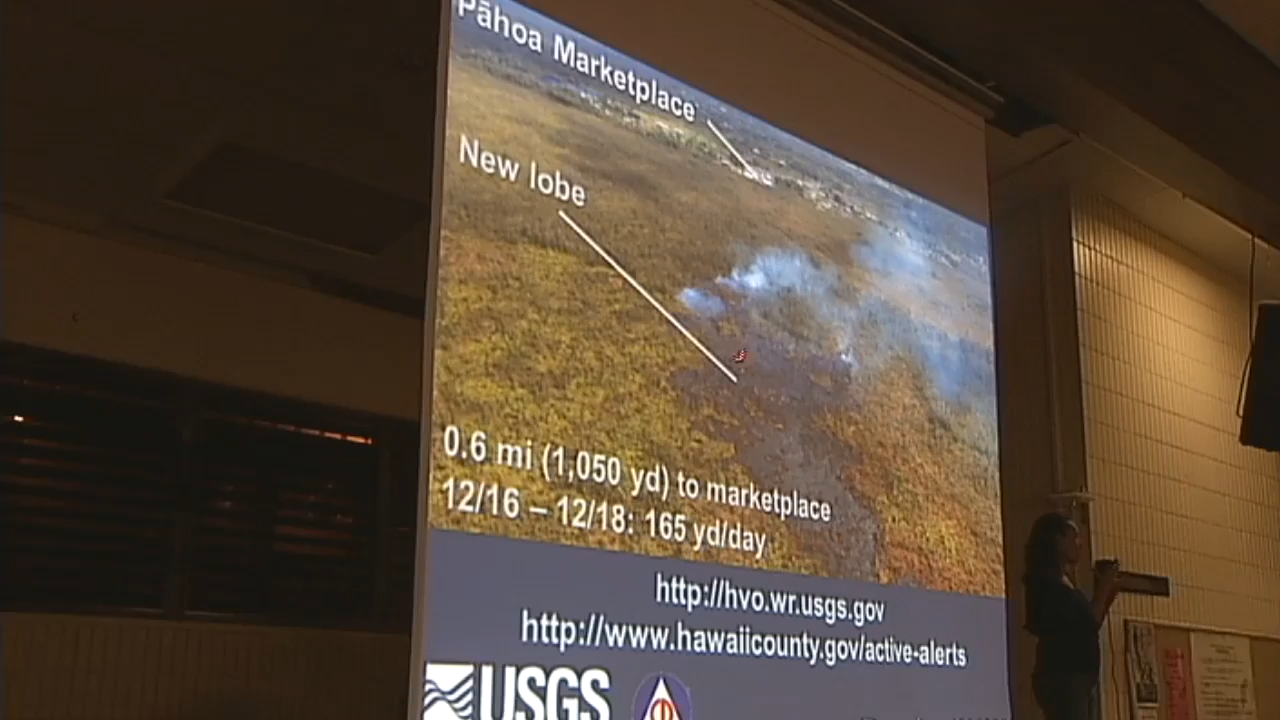 Pāhoa Marketplace
New lobe
0.6 mi (1,050 yd) to marketplace
12/16 – 12/18: 165 yd/day
http://hvo.wr.usgs.gov
http://www.hawaiicounty.gov/active-alerts
USGS